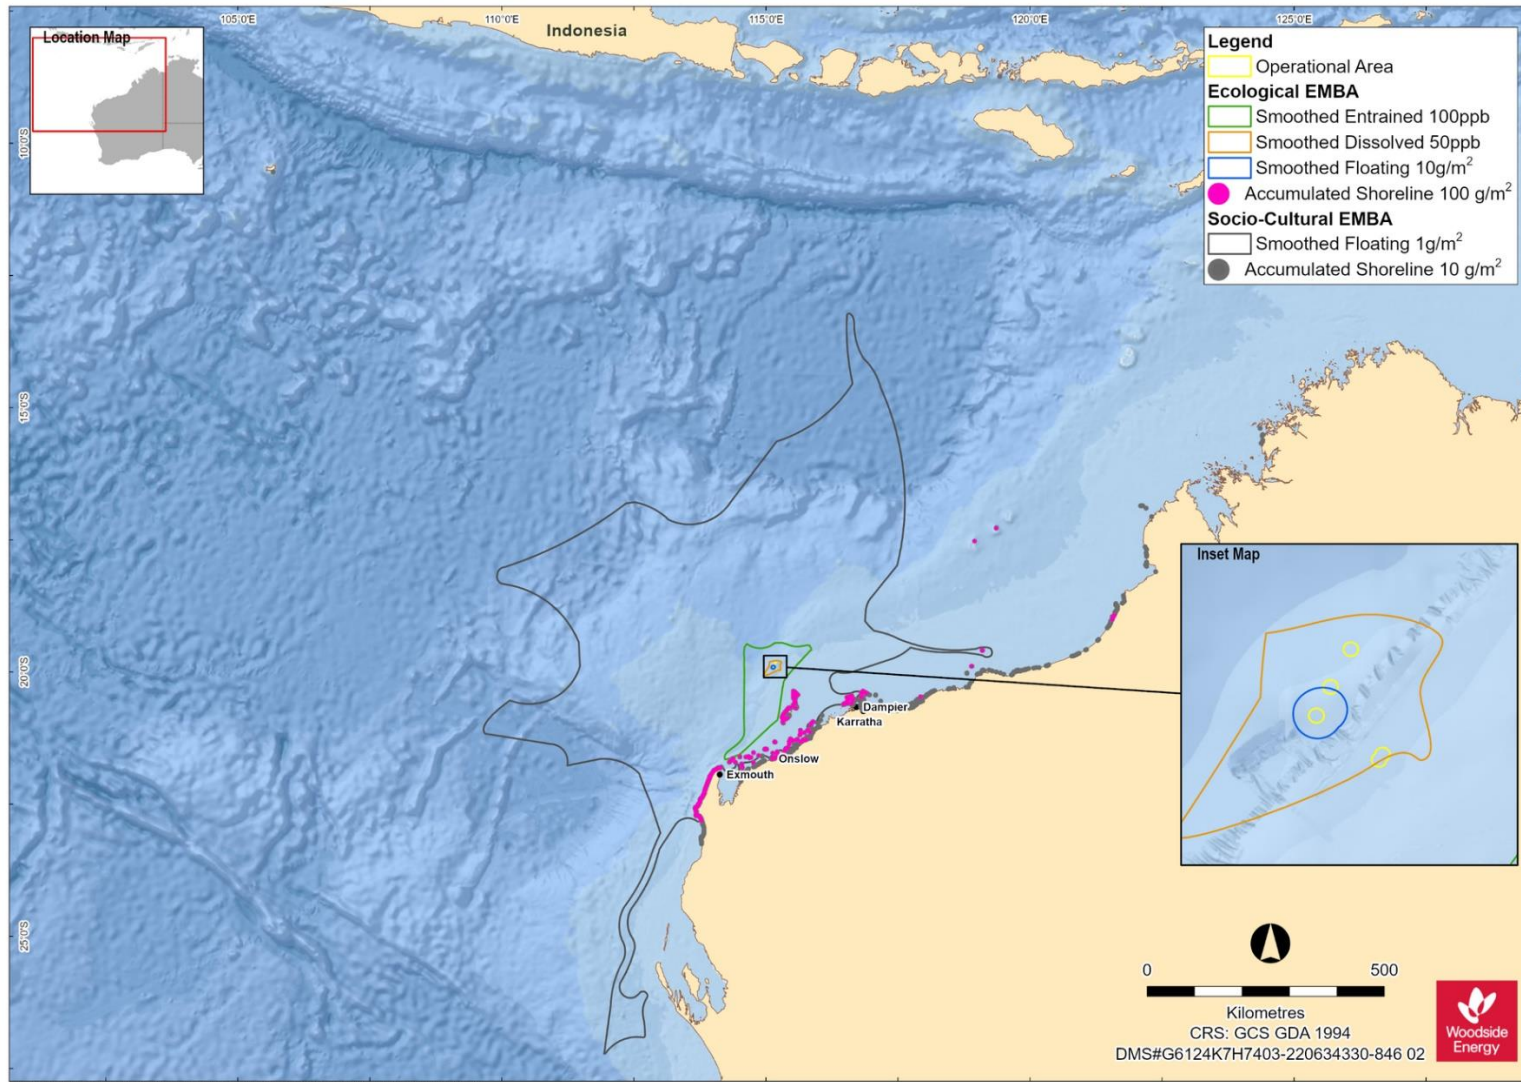 105°0'E
110°0'E
115°0'E
120°0'E
125°0'E
Location Map
Indonesia
Legend
Operational Area
Ecological EMBA
Smoothed Entrained 100ppb
Smoothed Dissolved 50ppb
Smoothed Floating 10g/m²
Accumulated Shoreline 100 g/m²
Socio-Cultural EMBA
Smoothed Floating 1g/m²
Accumulated Shoreline 10 g/m²
10°0'S
15°0'S
20°0'S
25°0'S
Inset Map
Dampier
Karratha
Onslow
Exmouth
0 500
Kilometres
CRS: GCS GDA 1994
DMS#G6124K7H7403-220634330-846 02
Woodside
Energy